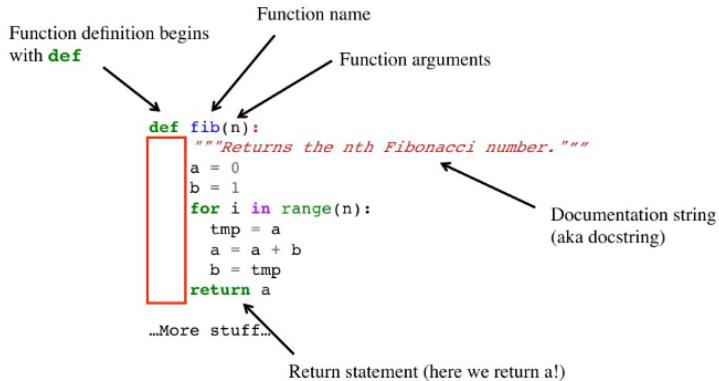 Function name
Function definition begins
with def
Function arguments
def fib(n):
"""Returns the nth Fibonacci number."""
a = 0
b = 1
for i in range(n):
tmp = a
a = a + b
b = tmp
return a
Documentation string
(aka docstring)
…More stuff…
Return statement (here we return a!)